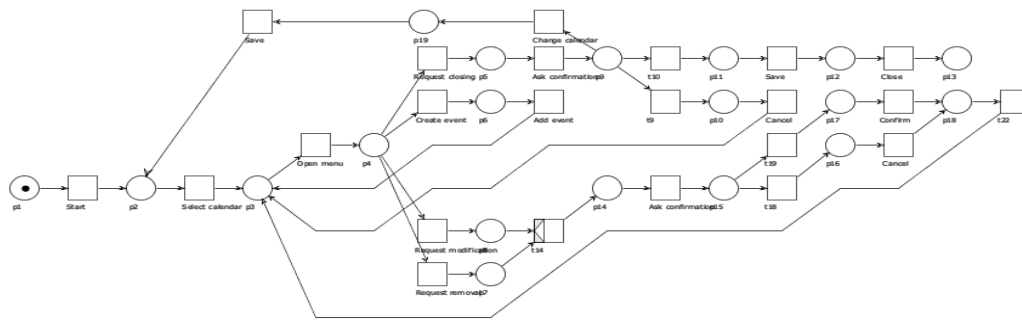 Save
p19
Change calendar
Request closing
p5
Ask confirmation
p9
t10
p11
Save
p12
Close
p13
Create event
p6
Add event
t9
p10
Cancel
p17
Confirm
p18
t22
Open menu
p4
t19
p16
Cancel
p1
Start
p2
Select calendar
p3
p14
Ask confirmation
p15
t18
Request modification
t14
Request removal
p7